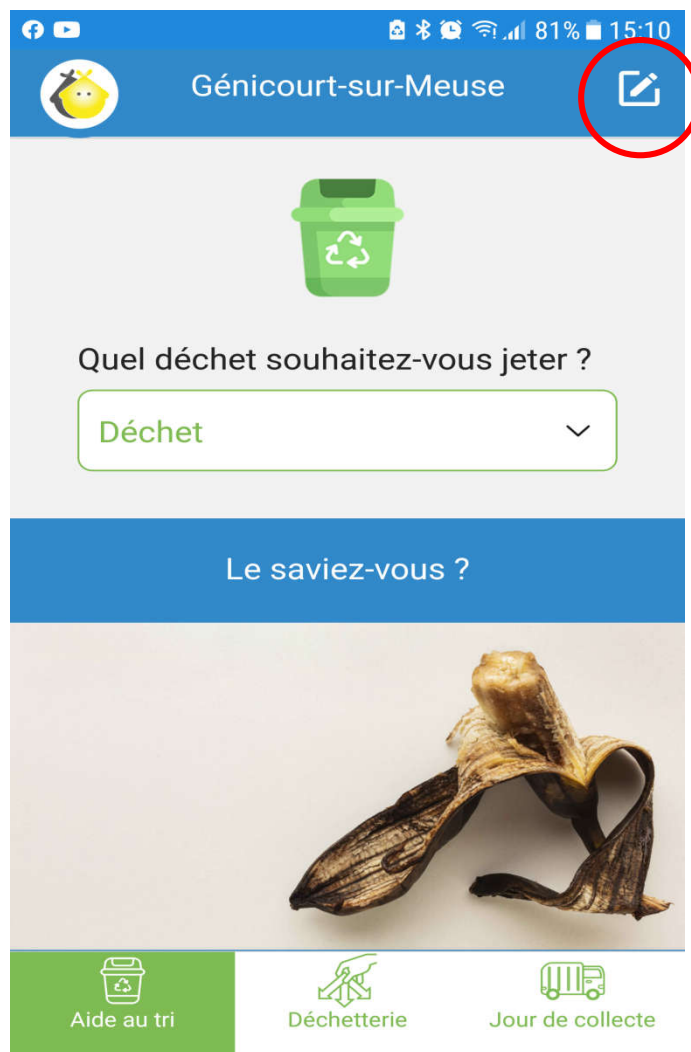 81% 15:10
Génicourt-sur-Meuse
Quel déchet souhaitez-vous jeter ?
Déchet
Le saviez-vous ?
Aide au tri
Déchetterie
Jour de collecte